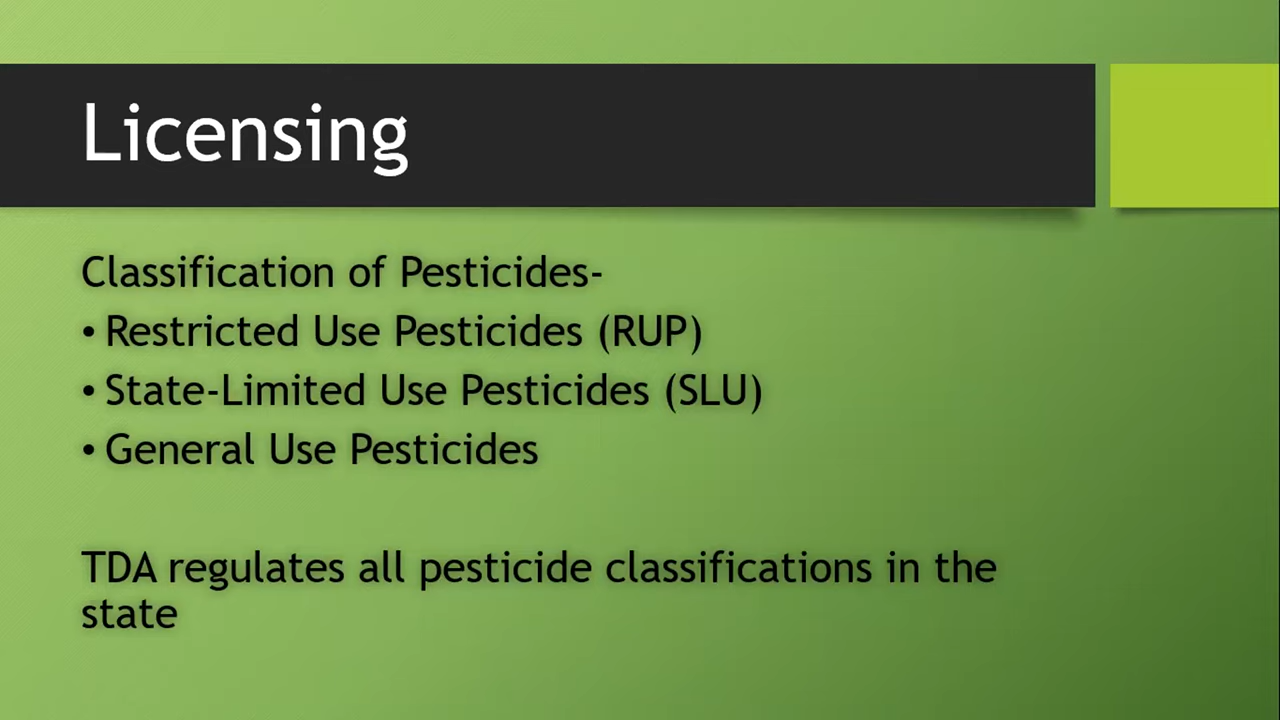 Licensing
Classification of Pesticides-
• Restricted Use Pesticides (RUP)
• State-Limited Use Pesticides (SLU)
• General Use Pesticides
TDA regulates all pesticide classifications in the
state